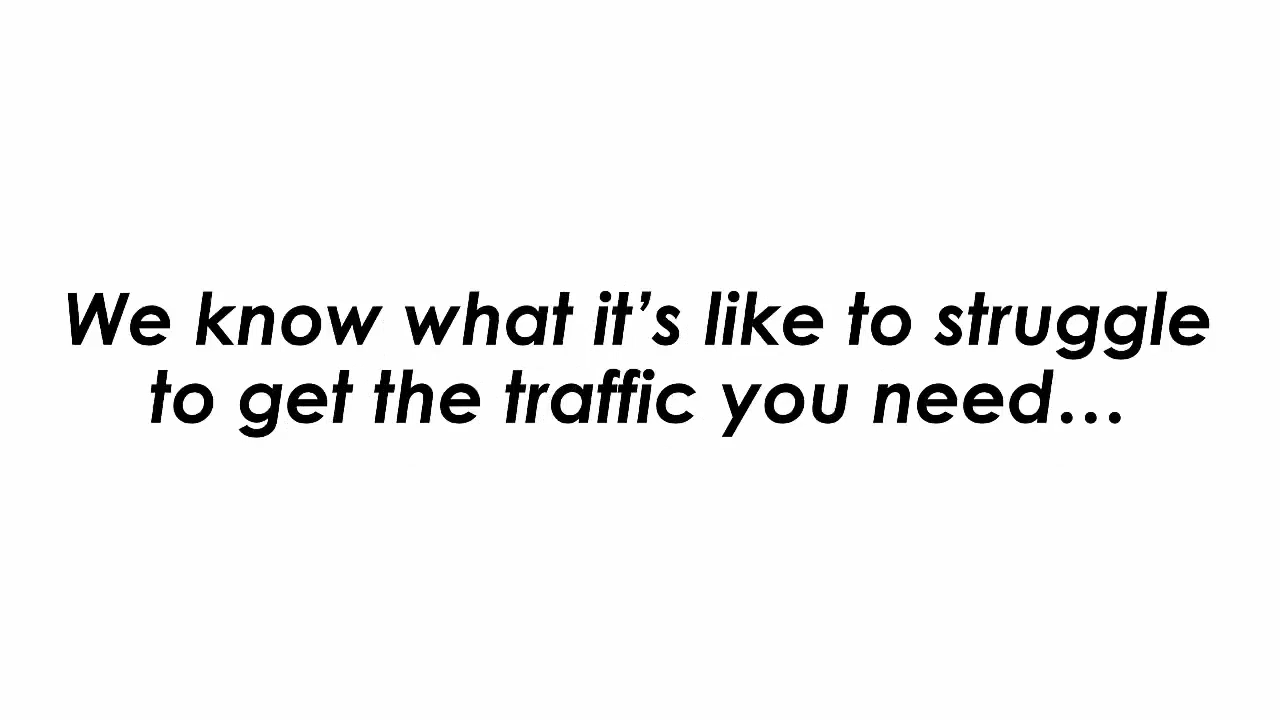 We know what it’s like to struggle
to get the traffic you need…